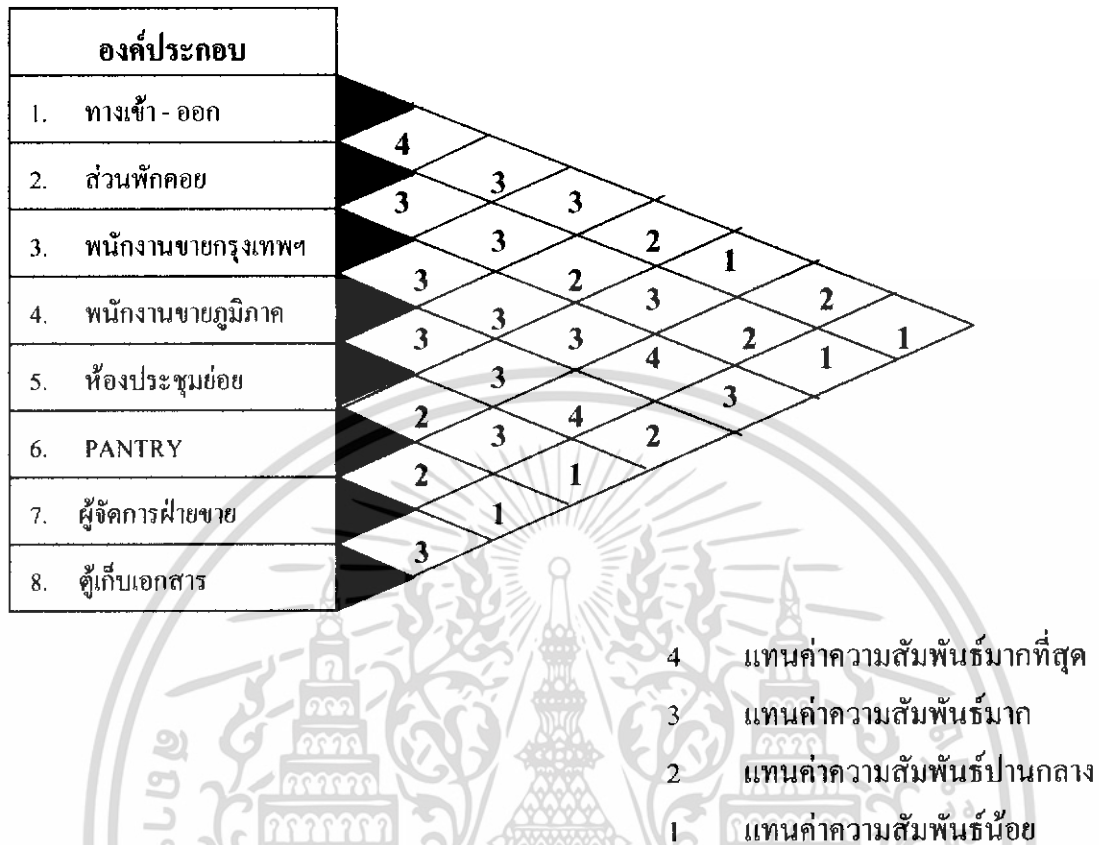 องค์ประกอบ
1. ทางเข้า - ออก
4
2. ส่วนพักคอย
3 3
3
3. พนักงานขายกรุงเทพฯ
3 2
1
3 2
4. พนักงานขายภูมิภาค
3 3 2
3 3 4 2 1 1
5. ห้องประชุมย่อย
3 3
2 4
6. PANTRY
3 2
2 1
7. ผู้จัดการฝ่ายขาย
1
3
8. ตู้เก็บเอกสาร
4 แทนค่าความสัมพันธ์มากที่สุด
3 แทนค่าความสัมพันธ์มาก
2 แทนค่าความสัมพันธ์ปานกลาง
1 แทนค่าความสัมพันธ์น้อย